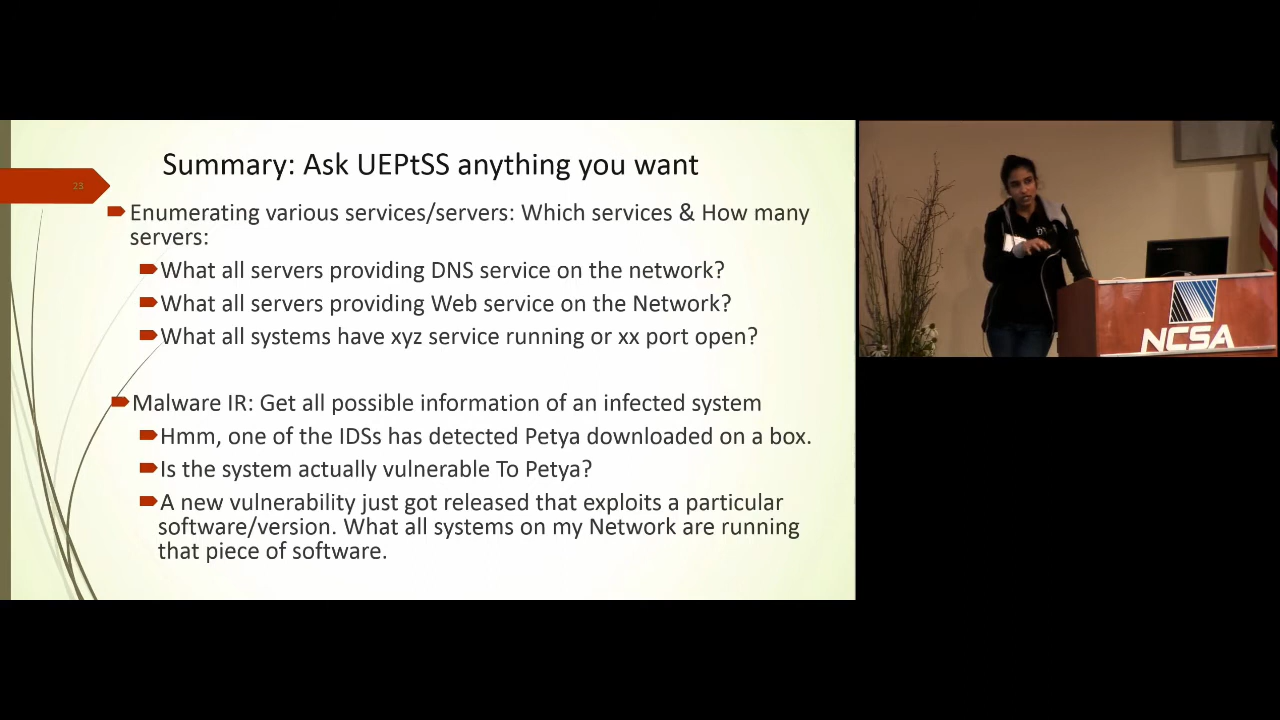 Summary: Ask UEPtSS anything you want
23
Enumerating various services/servers: Which services & How many
servers:
What all servers providing DNS service on the network?
What all servers providing Web service on the Network?
What all systems have xyz service running or xx port open?
Malware IR: Get all possible information of an infected system
Hmm, one of the IDSs has detected Petya downloaded on a box.
Is the system actually vulnerable To Petya?
A new vulnerability just got released that exploits a particular
software/version. What all systems on my Network are running
that piece of software.
NCSA